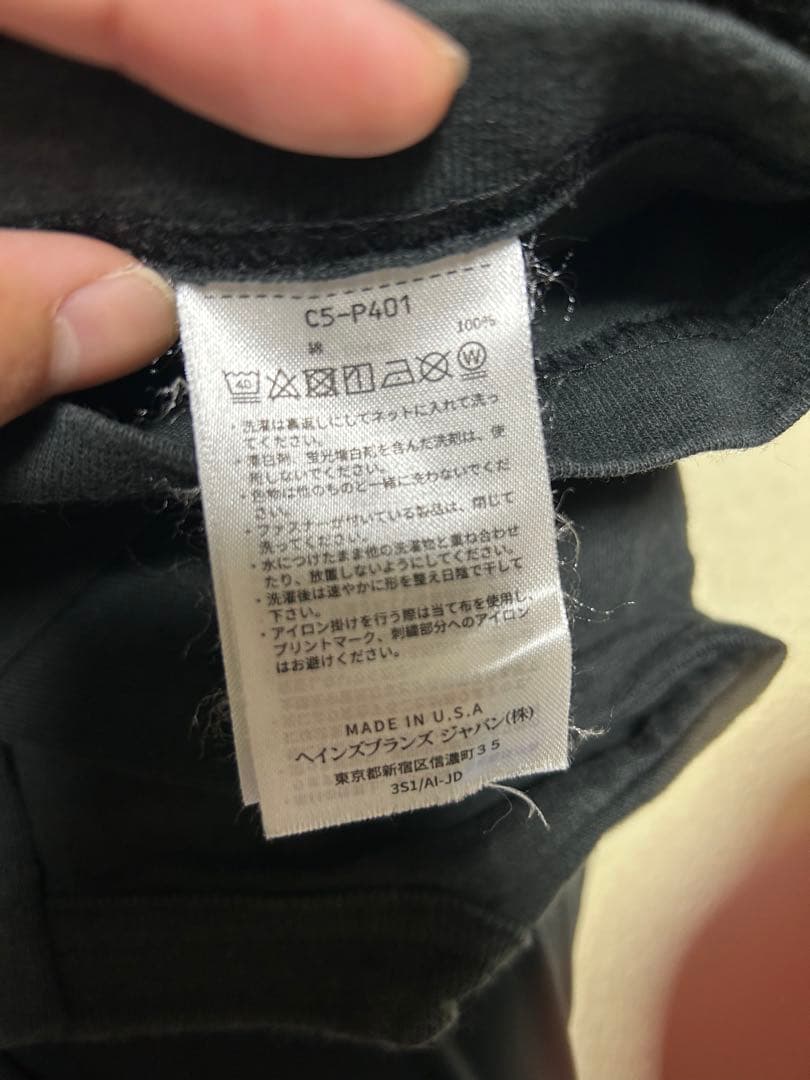 C5-P401
綿 100%
40
W
・洗濯は裏返しにしてネットに入れて洗っ
てください。
・漂白剤、蛍光増白剤を含んだ洗剤は、使
用しないでください。
・色物は他のものと一緒に洗わないでくだ
さい。
・ファスナーが付いている製品は、閉じて
洗ってください。
・水につけたまま他の洗濯物と重ね合わせ
たり、放置しないようにしてください。
・洗濯後は速やかに形を整え日陰で干して
下さい。
・アイロン掛けを行う際は当て布を使用し、
プリントマーク、刺繍部分へのアイロン
はお避けください。
MADE IN U.S.A
ヘインズブランズ ジャパン(株)
東京都新宿区信濃町35
3S1/AI-JD